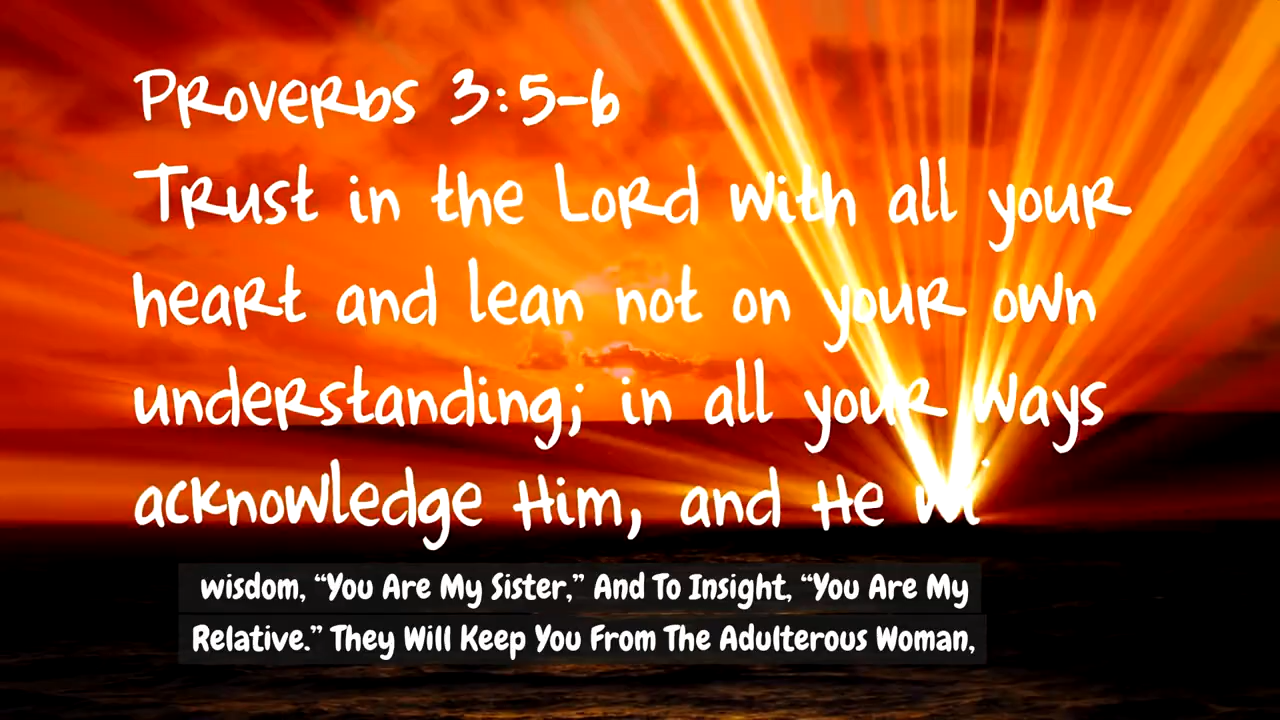 Proverbs 3:5-6
Trust in the Lord with all your
heart and lean not on your own
understanding; in all your ways
acknowledge Him, and He wi
wisdom, “You Are My Sister,” And To Insight, “You Are My
Relative.” They Will Keep You From The Adulterous Woman,